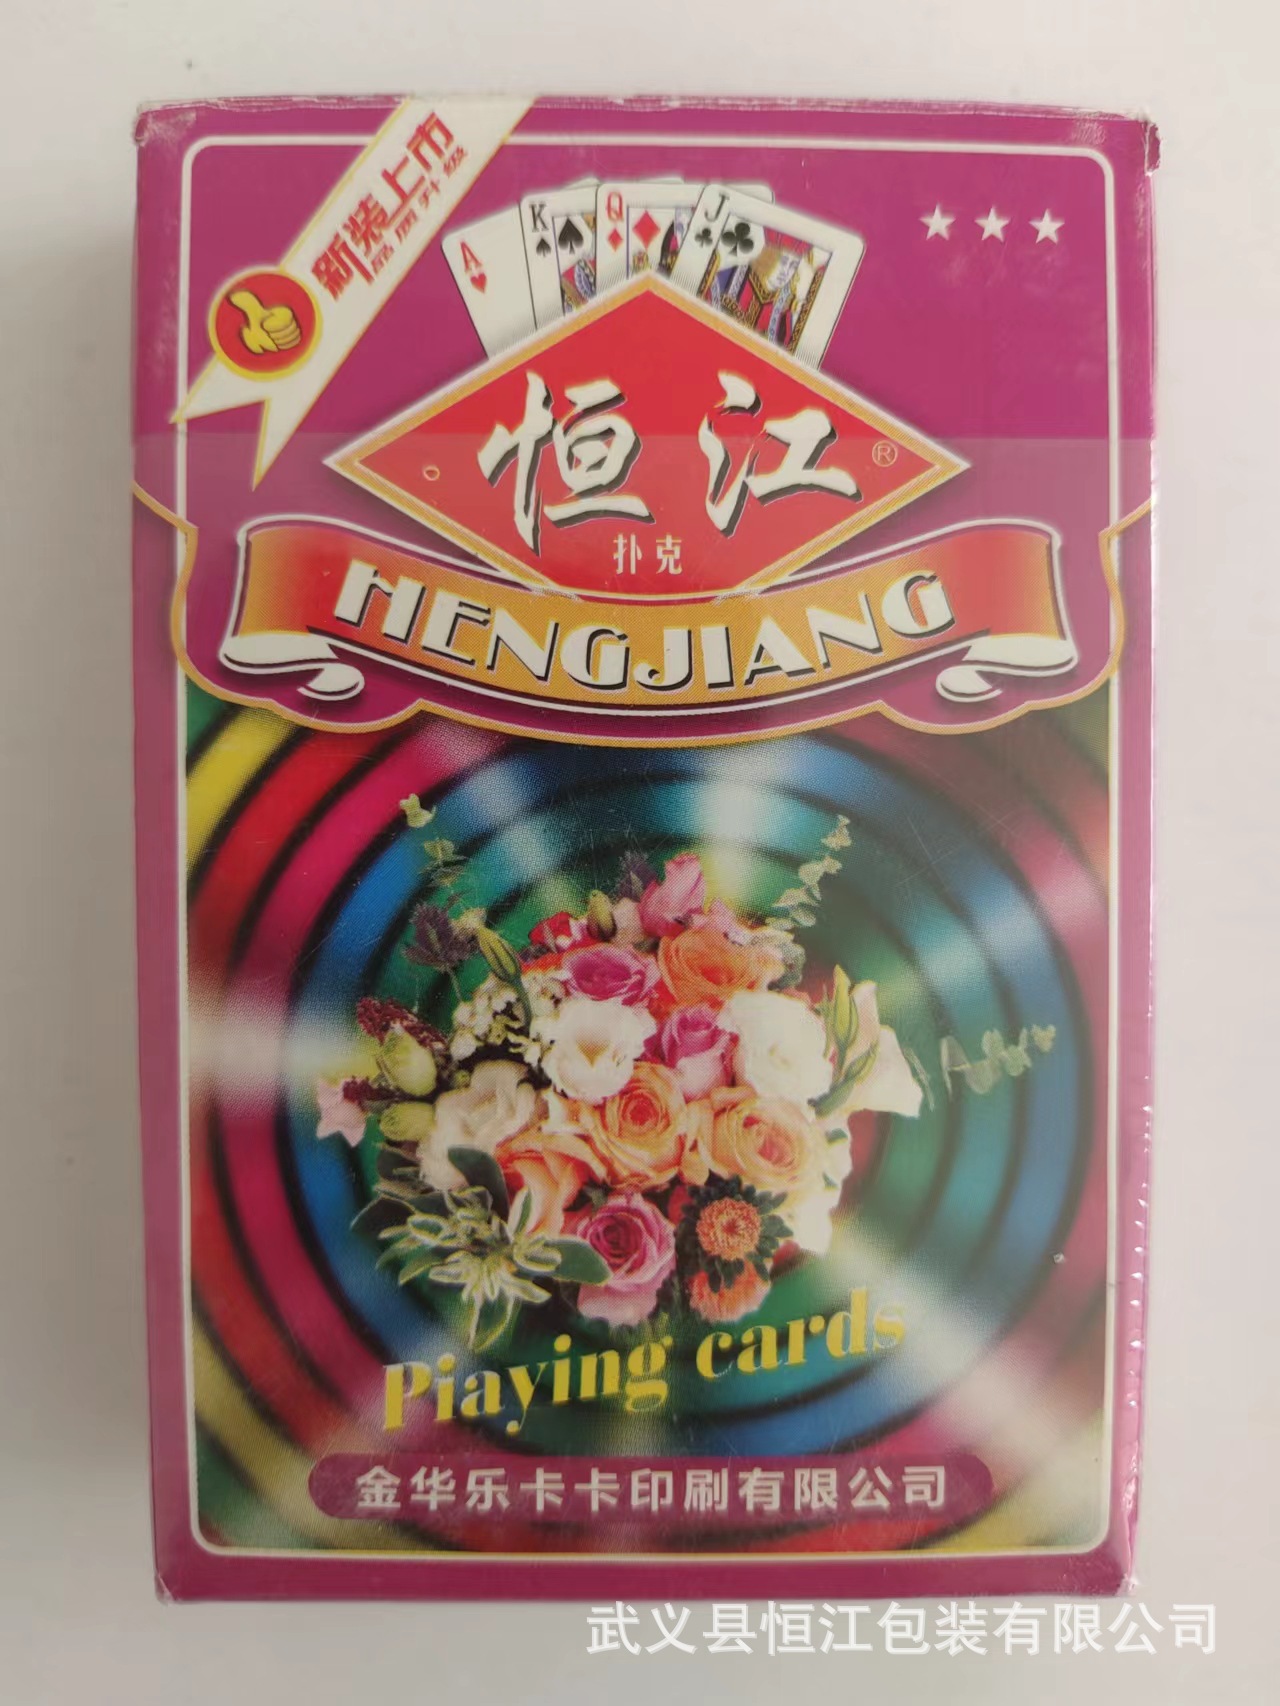 新装上市
品质升级
A
K
Q
J
恒江®
扑克
HENGJIANG
Piaying cards
金华乐卡卡印刷有限公司
武义县恒江包装有限公司